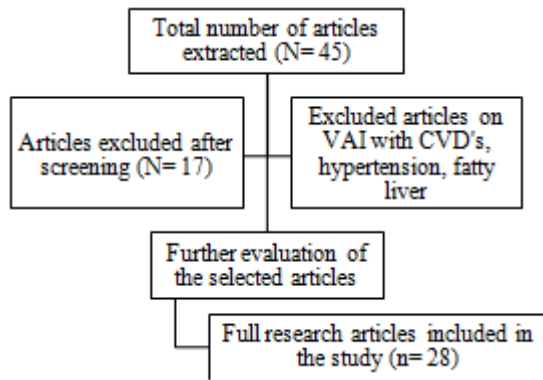 Total number of articles
extracted (N= 45)
Articles excluded after
screening (N= 17)
Excluded articles on
VAI with CVD's,
hypertension, fatty
liver
Further evaluation of
the selected articles
Full research articles included in
the study (n= 28)